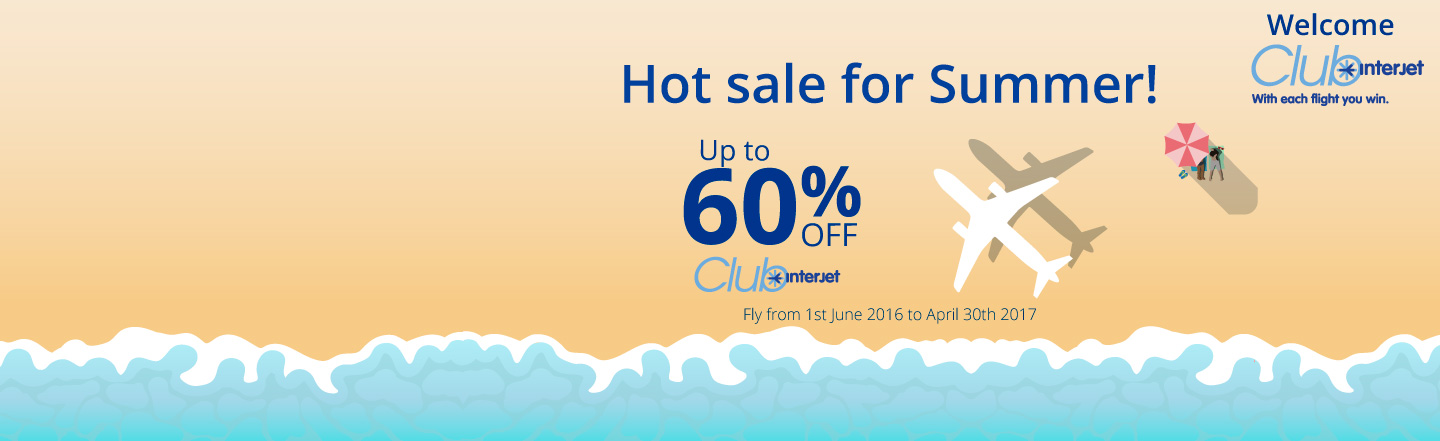 Welcome
Club interjet
With each flight you win.
Hot sale for Summer!
Up to
60%
OFF
Club interjet
Fly from 1st June 2016 to April 30th 2017